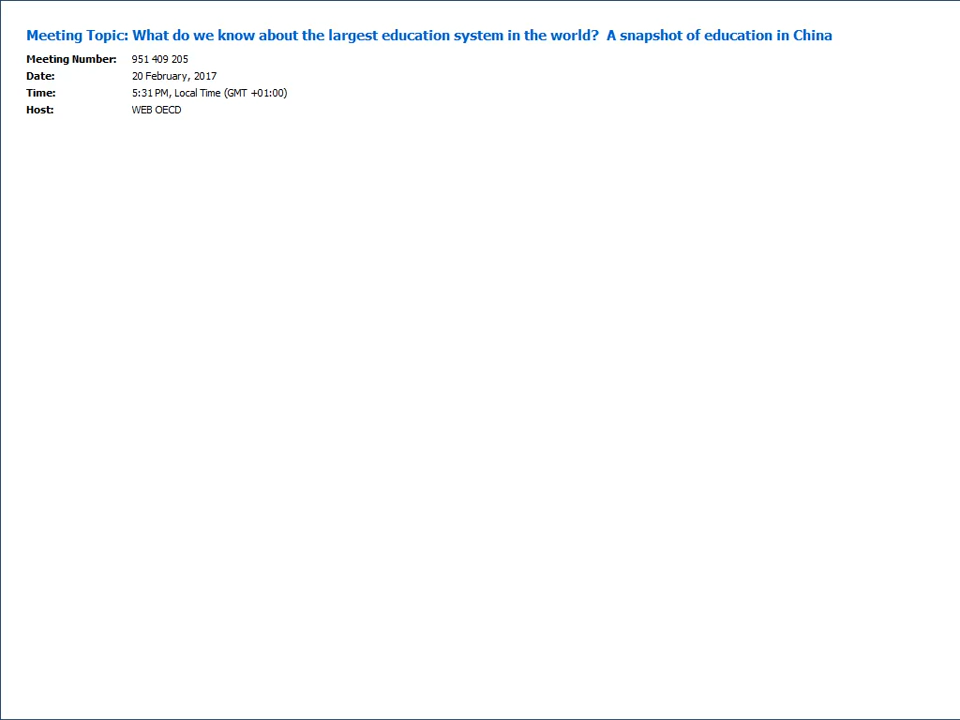 Meeting Topic: What do we know about the largest education system in the world?  A snapshot of education in China
Meeting Number: 951 409 205
Date: 20 February, 2017
Time: 5:31 PM, Local Time (GMT +01:00)
Host: WEB OECD